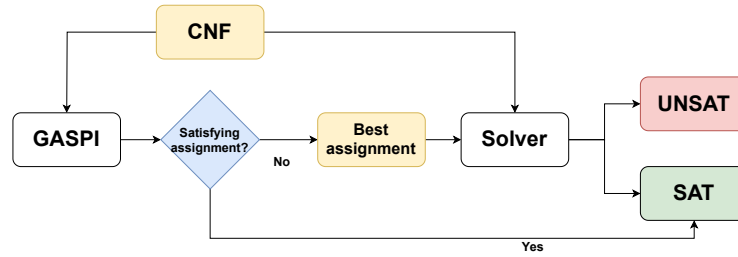 CNF
GASPI
Satisfying
assignment?
No
Best
assignment
Solver
UNSAT
SAT
Yes